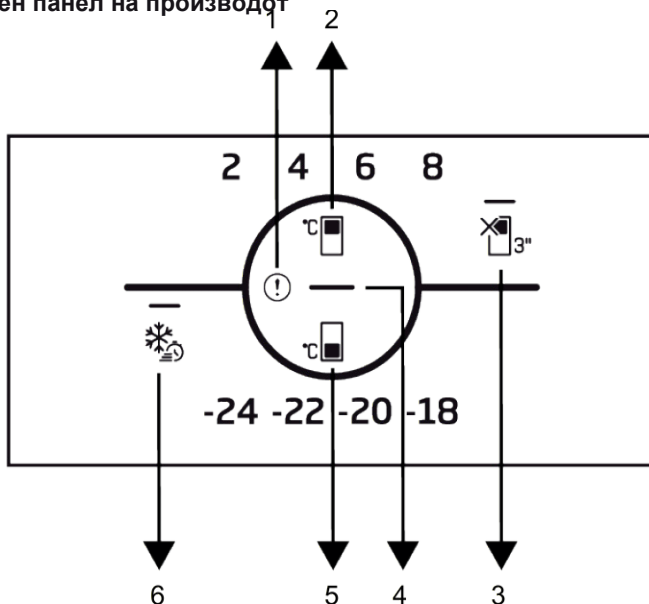 ен панел на производот
1 2
2 4 6 8
°C
3"
°C
-24 -22 -20 -18
6 5 4 3